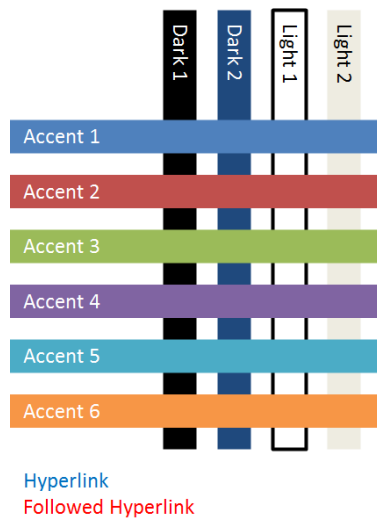 Dark 1
Dark 2
Light 1
Light 2
Accent 1
Accent 2
Accent 3
Accent 4
Accent 5
Accent 6
Hyperlink
Followed Hyperlink